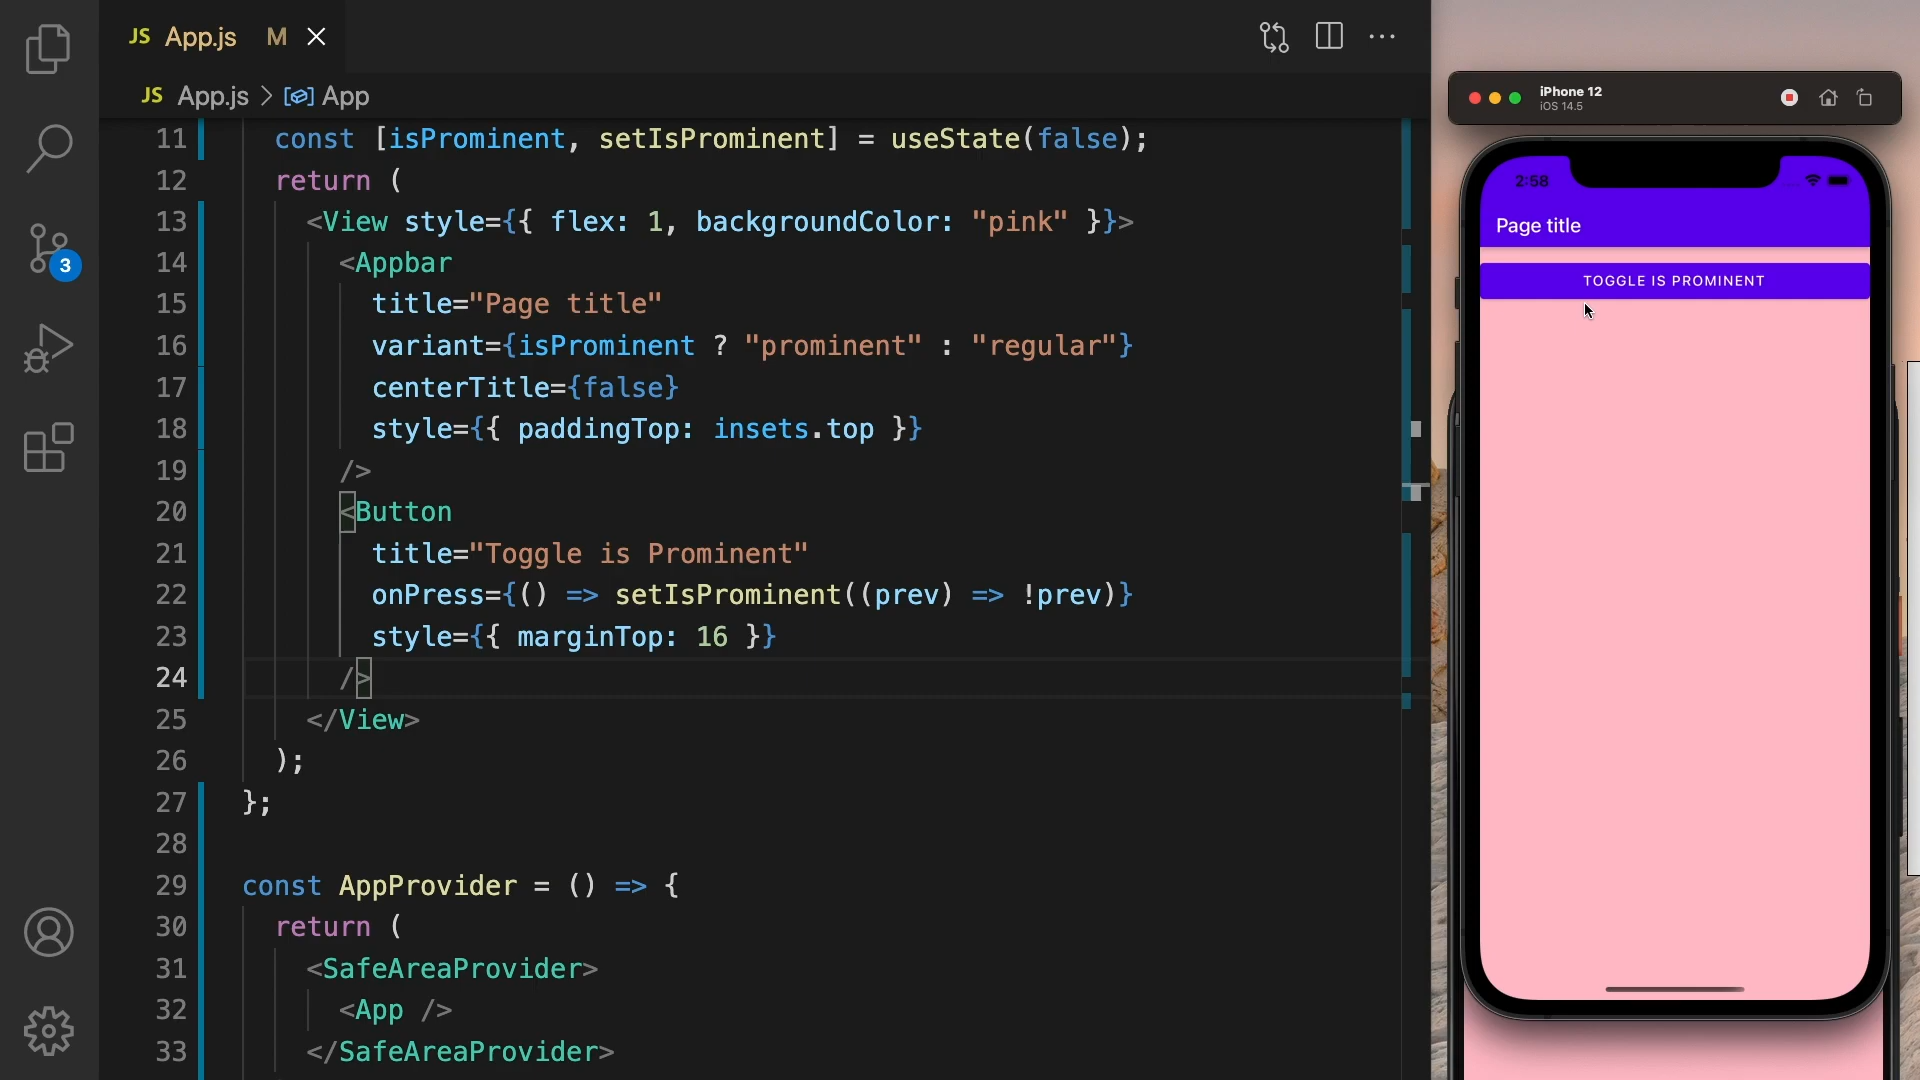 JS App.js M
JS App.js > App
11 const [isProminent, setIsProminent] = useState(false);
12 return (
13 <View style={{ flex: 1, backgroundColor: "pink" }}>
14 <Appbar
15 title="Page title"
16 variant={isProminent ? "prominent" : "regular"}
17 centerTitle={false}
18 style={{ paddingTop: insets.top }}
19 />
20 <Button
21 title="Toggle is Prominent"
22 onPress={() => setIsProminent((prev) => !prev)}
23 style={{ marginTop: 16 }}
24 />
25 </View>
26 );
27 };
28
29 const AppProvider = () => {
30 return (
31 <SafeAreaProvider>
32 <App />
33 </SafeAreaProvider>
3
iPhone 12
iOS 14.5
2:58
Page title
TOGGLE IS PROMINENT